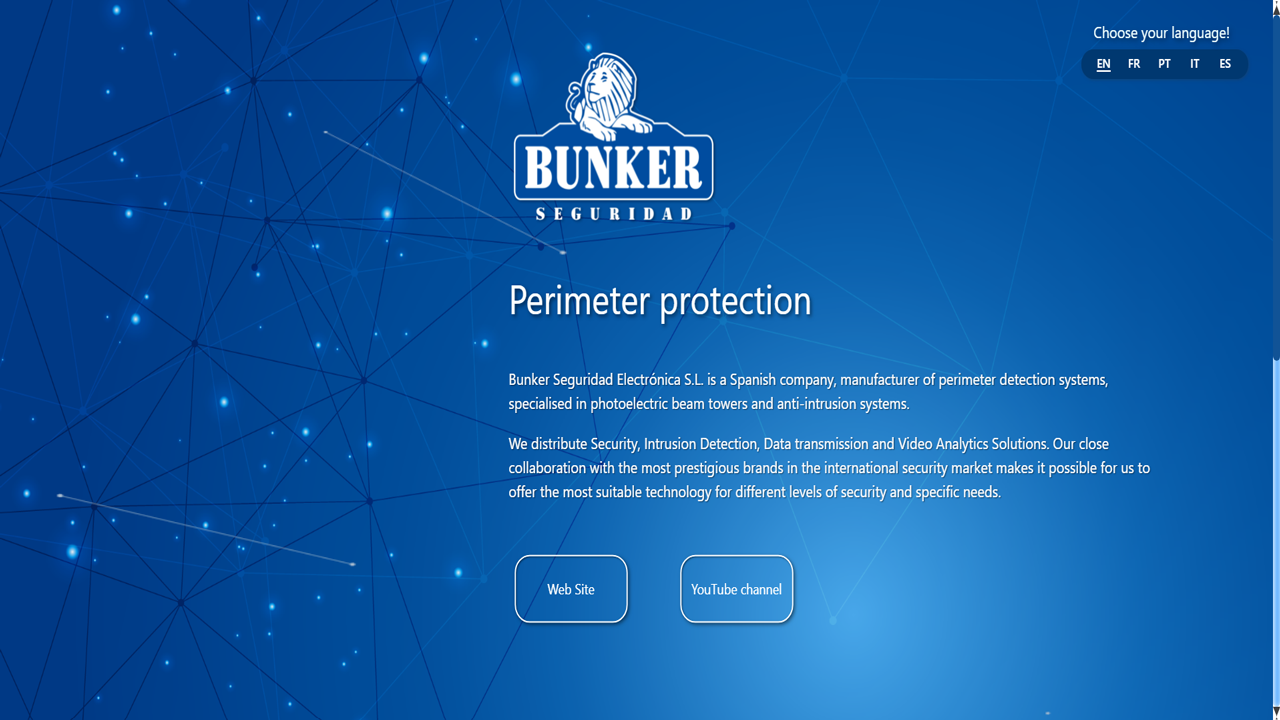 Choose your language!
EN FR PT IT ES
BUNKER
SEGURIDAD
Perimeter protection
Bunker Seguridad Electrónica S.L. is a Spanish company, manufacturer of perimeter detection systems,
specialised in photoelectric beam towers and anti-intrusion systems.
We distribute Security, Intrusion Detection, Data transmission and Video Analytics Solutions. Our close
collaboration with the most prestigious brands in the international security market makes it possible for us to
offer the most suitable technology for different levels of security and specific needs.
Web Site
YouTube channel